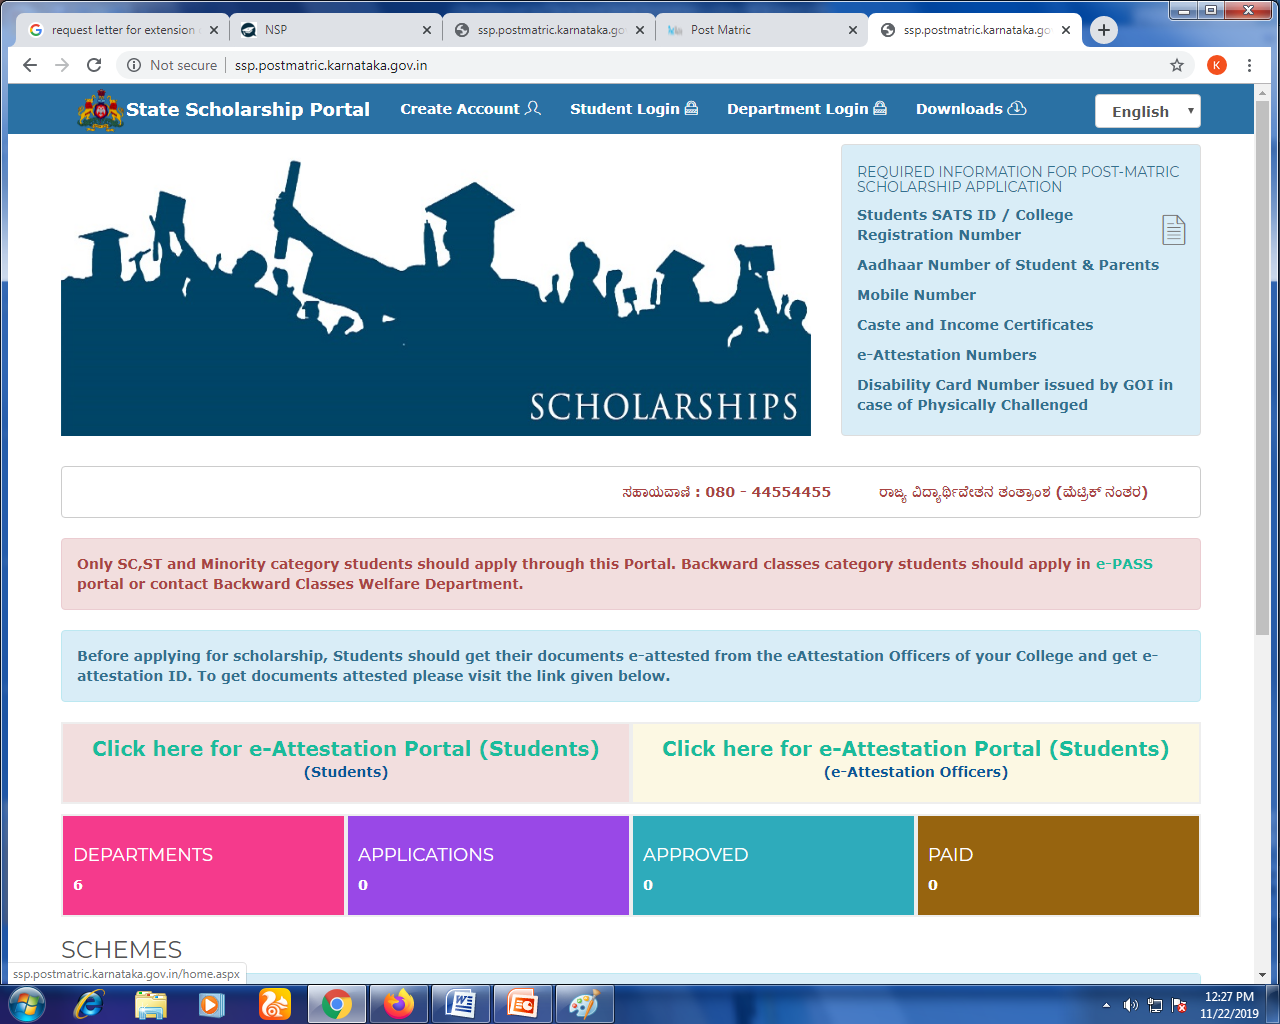 request letter for extension
NSP
ssp.postmatric.karnataka.go
Post Matric
ssp.postmatric.karnataka.go
Not secure
ssp.postmatric.karnataka.gov.in
K
State Scholarship Portal
Create Account
Student Login
Department Login
Downloads
English
SCHOLARSHIPS
REQUIRED INFORMATION FOR POST-MATRIC
SCHOLARSHIP APPLICATION
Students SATS ID / College
Registration Number
Aadhaar Number of Student & Parents
Mobile Number
Caste and Income Certificates
e-Attestation Numbers
Disability Card Number issued by GOI in
case of Physically Challenged
ಸಹಾಯವಾಣಿ : 080 - 44554455 ರಾಜ್ಯ ವಿದ್ಯಾರ್ಥಿವೇತನ ತಂತ್ರಾಂಶ (ಮೆಟ್ರಿಕ್ ನಂತರ)
Only SC,ST and Minority category students should apply through this Portal. Backward classes category students should apply in e-PASS
portal or contact Backward Classes Welfare Department.
Before applying for scholarship, Students should get their documents e-attested from the eAttestation Officers of your College and get e-
attestation ID. To get documents attested please visit the link given below.
Click here for e-Attestation Portal (Students)
(Students)
Click here for e-Attestation Portal (Students)
(e-Attestation Officers)
DEPARTMENTS
6
APPLICATIONS
0
APPROVED
0
PAID
0
SCHEMES
ssp.postmatric.karnataka.gov.in/home.aspx
12:27 PM
11/22/2019